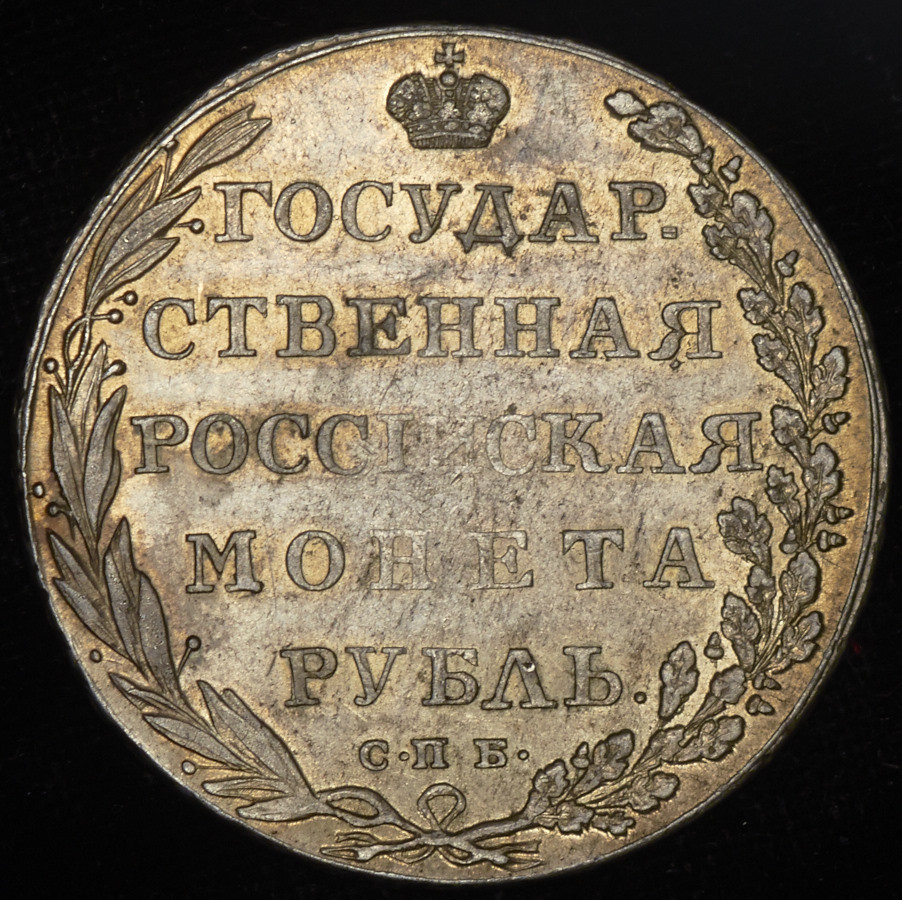 ГОСУДАР.
СТВЕННАЯ
РОССІЙСКАЯ
МОНЕТА
РУБЛЬ.
С·П·Б·